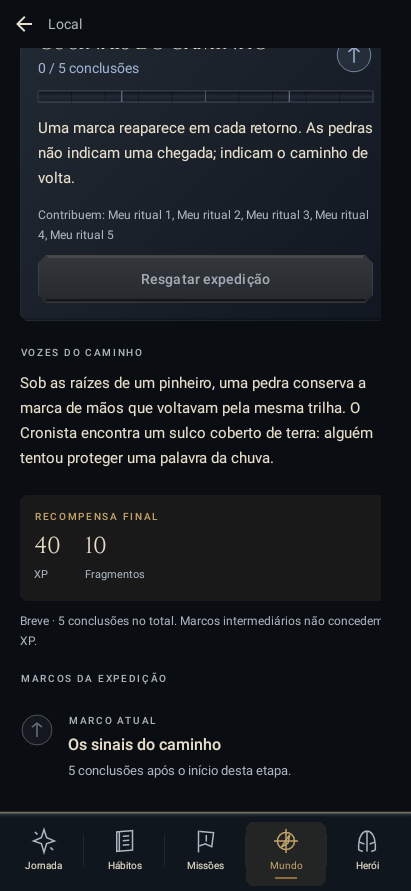 Local
0 / 5 conclusões
Uma marca reaparece em cada retorno. As pedras
não indicam uma chegada; indicam o caminho de
volta.
Contribuem: Meu ritual 1, Meu ritual 2, Meu ritual 3, Meu ritual
4, Meu ritual 5
Resgatar expedição
VOZES DO CAMINHO
Sob as raízes de um pinheiro, uma pedra conserva a
marca de mãos que voltavam pela mesma trilha. O
Cronista encontra um sulco coberto de terra: alguém
tentou proteger uma palavra da chuva.
RECOMPENSA FINAL
40 10
XP Fragmentos
Breve · 5 conclusões no total. Marcos intermediários não concedem
XP.
MARCOS DA EXPEDIÇÃO
MARCO ATUAL
Os sinais do caminho
5 conclusões após o início desta etapa.
Jornada Hábitos Missões Mundo Herói